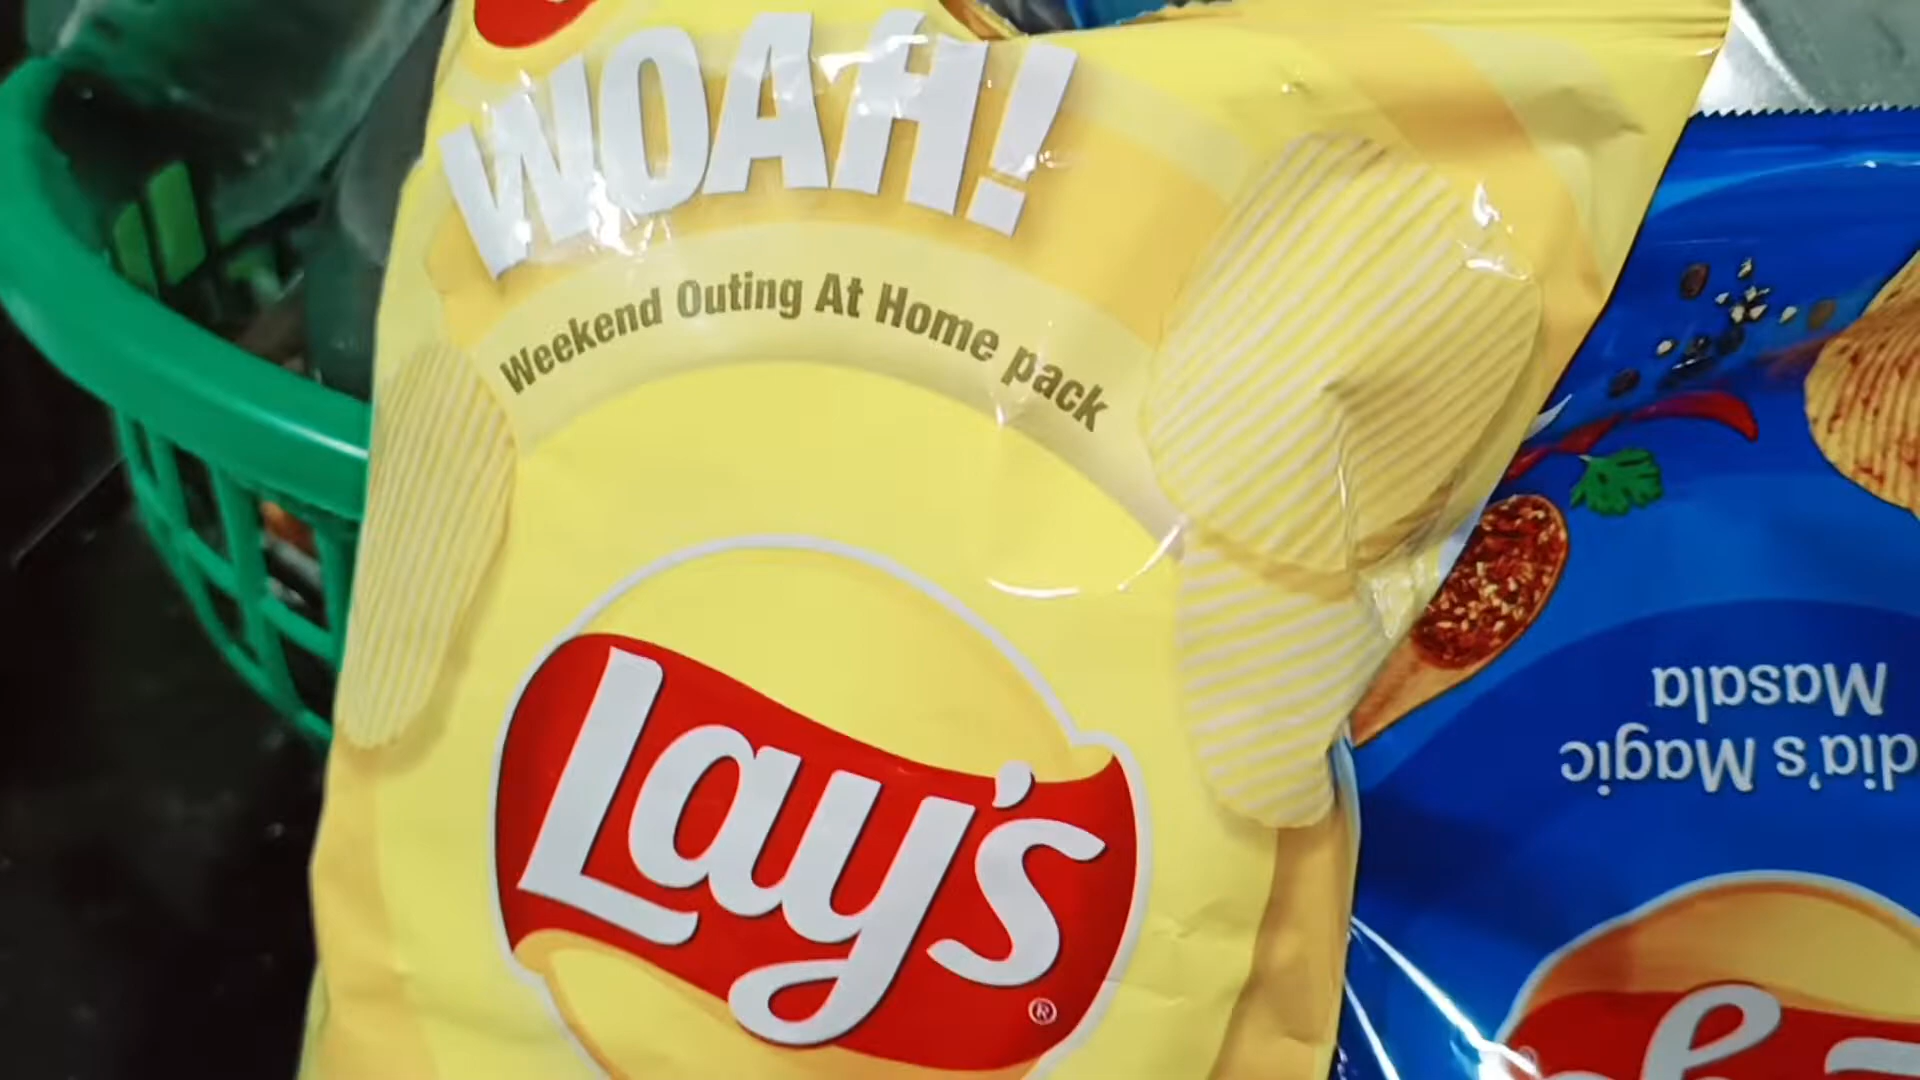 WOAH!
Weekend Outing At Home pack
Lay's
®
dia's Magic
Masala